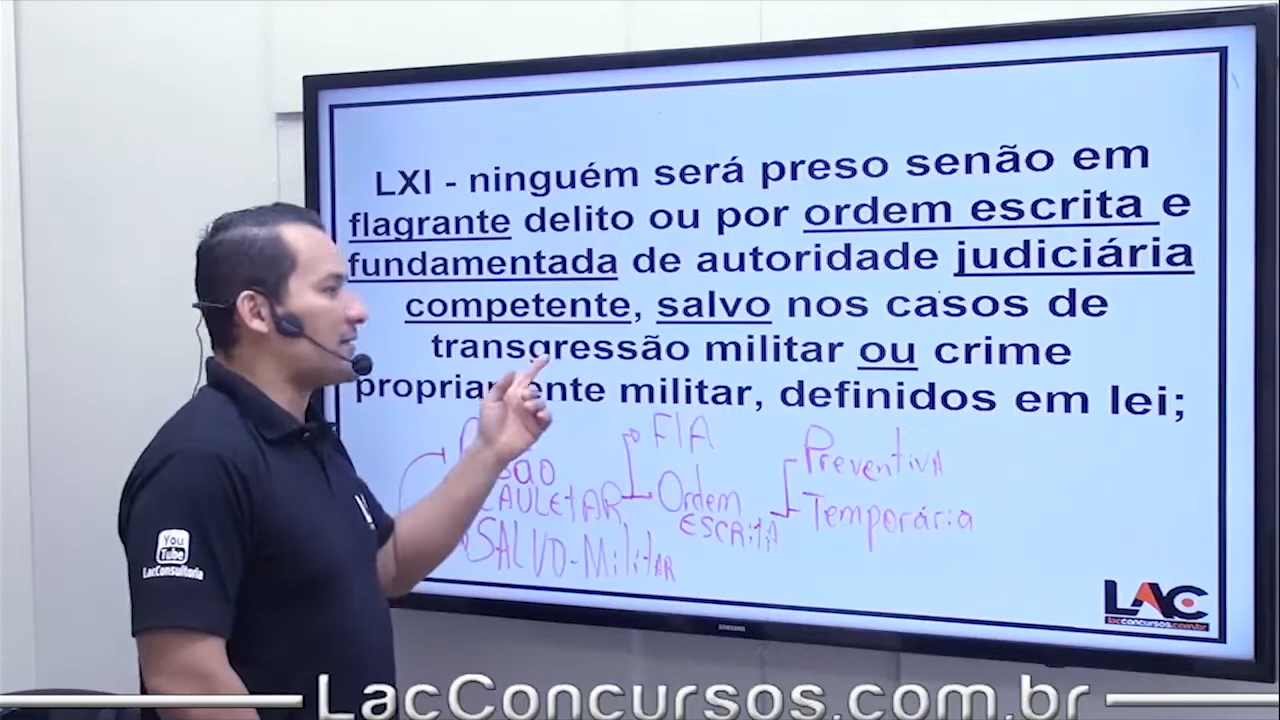 LXI - ninguém será preso senão em
flagrante delito ou por ordem escrita e
fundamentada de autoridade judiciária
competente, salvo nos casos de
transgressão militar ou crime
propriamente militar, definidos em lei;
FIA
Preventiva
CAULETAR
Ordem
ESCRitA
Temporária
SALVO-MilitAR
You
Tube
LacConsultoria
LAC
lacconcursos.com.br
SAMSUNG
LacConcursos.com.br